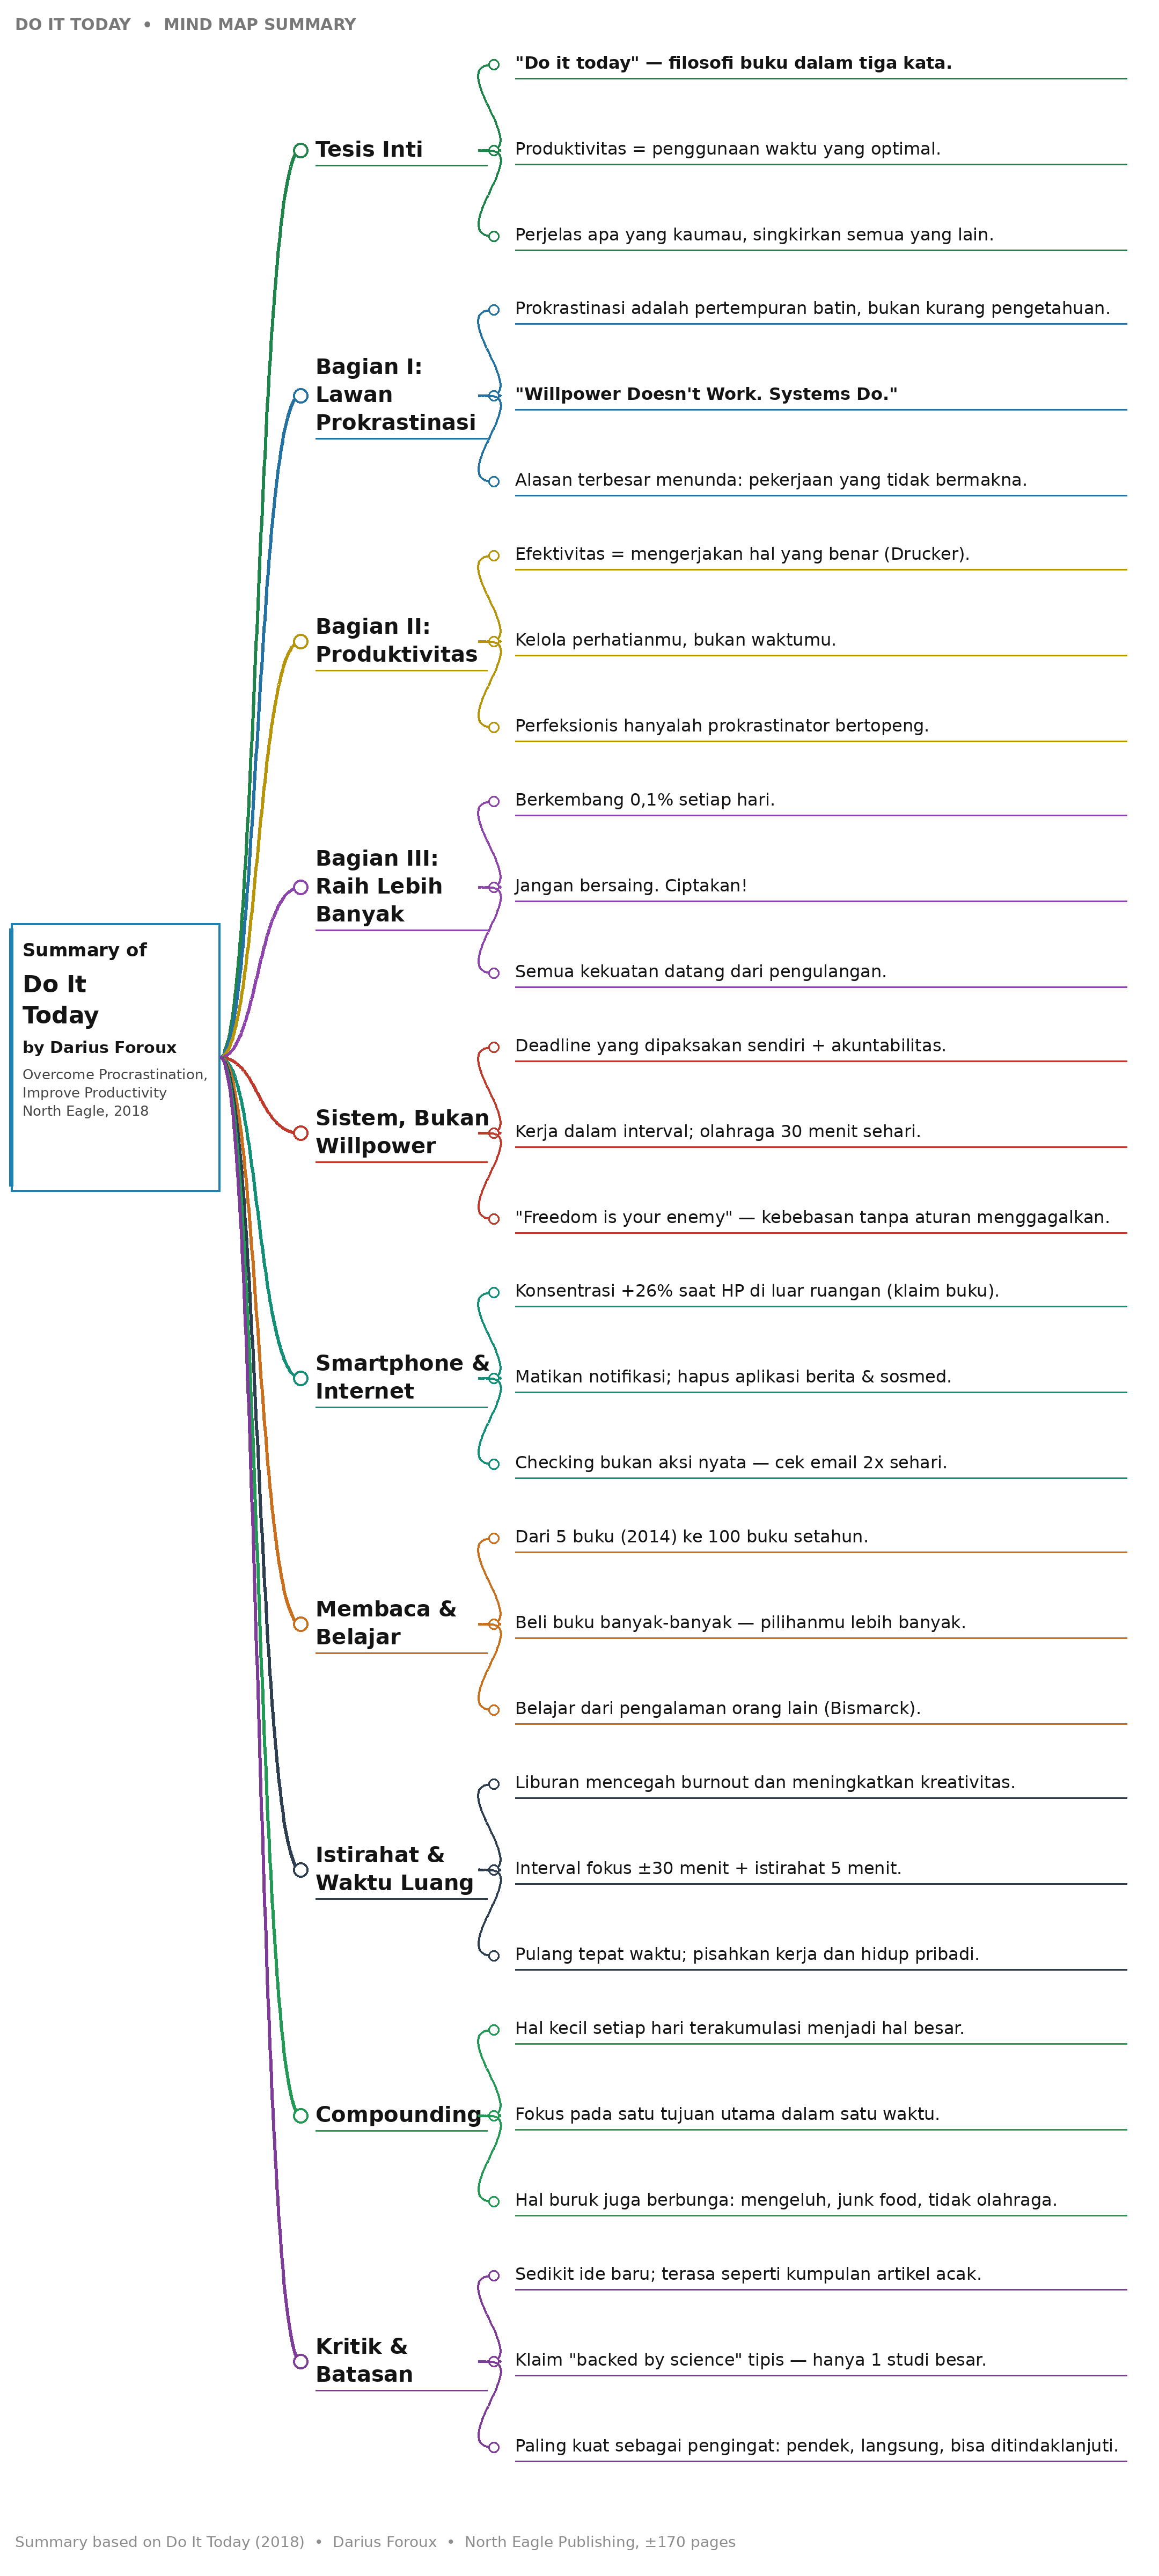 DO IT TODAY • MIND MAP SUMMARY
"Do it today" — filosofi buku dalam tiga kata.
Tesis Inti
Produktivitas = penggunaan waktu yang optimal.
Perjelas apa yang kaumau, singkirkan semua yang lain.
Prokrastinasi adalah pertempuran batin, bukan kurang pengetahuan.
Bagian I:
Lawan
Prokrastinasi
"Willpower Doesn't Work. Systems Do."
Alasan terbesar menunda: pekerjaan yang tidak bermakna.
Efektivitas = mengerjakan hal yang benar (Drucker).
Bagian II:
Produktivitas
Kelola perhatianmu, bukan waktumu.
Perfeksionis hanyalah prokrastinator bertopeng.
Berkembang 0,1% setiap hari.
Bagian III:
Raih Lebih
Banyak
Jangan bersaing. Ciptakan!
Semua kekuatan datang dari pengulangan.
Summary of
Do It
Today
by Darius Foroux
Overcome Procrastination,
Improve Productivity
North Eagle, 2018
Deadline yang dipaksakan sendiri + akuntabilitas.
Sistem, Bukan
Willpower
Kerja dalam interval; olahraga 30 menit sehari.
"Freedom is your enemy" — kebebasan tanpa aturan menggagalkan.
Konsentrasi +26% saat HP di luar ruangan (klaim buku).
Smartphone &
Internet
Matikan notifikasi; hapus aplikasi berita & sosmed.
Checking bukan aksi nyata — cek email 2x sehari.
Dari 5 buku (2014) ke 100 buku setahun.
Membaca &
Belajar
Beli buku banyak-banyak — pilihanmu lebih banyak.
Belajar dari pengalaman orang lain (Bismarck).
Liburan mencegah burnout dan meningkatkan kreativitas.
Istirahat &
Waktu Luang
Interval fokus ±30 menit + istirahat 5 menit.
Pulang tepat waktu; pisahkan kerja dan hidup pribadi.
Hal kecil setiap hari terakumulasi menjadi hal besar.
Compounding
Fokus pada satu tujuan utama dalam satu waktu.
Hal buruk juga berbunga: mengeluh, junk food, tidak olahraga.
Sedikit ide baru; terasa seperti kumpulan artikel acak.
Kritik &
Batasan
Klaim "backed by science" tipis — hanya 1 studi besar.
Paling kuat sebagai pengingat: pendek, langsung, bisa ditindaklanjuti.
Summary based on Do It Today (2018) • Darius Foroux • North Eagle Publishing, ±170 pages